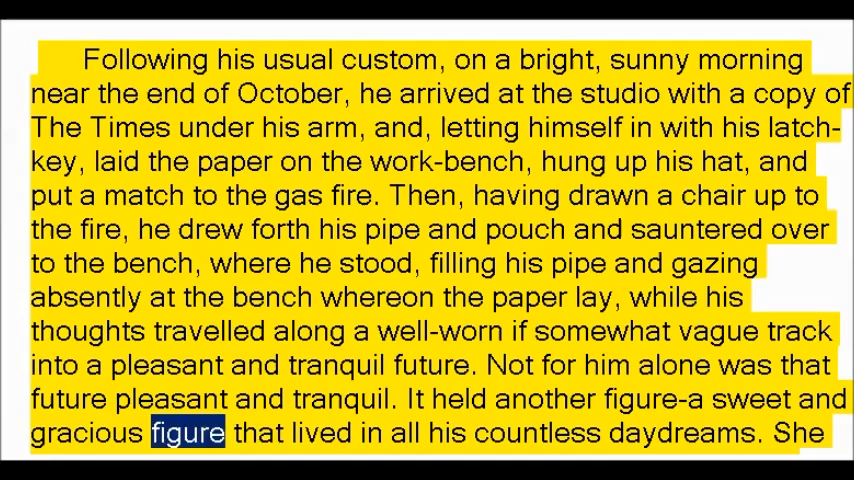 Following his usual custom, on a bright, sunny morning
near the end of October, he arrived at the studio with a copy of
The Times under his arm, and, letting himself in with his latch-
key, laid the paper on the work-bench, hung up his hat, and
put a match to the gas fire. Then, having drawn a chair up to
the fire, he drew forth his pipe and pouch and sauntered over
to the bench, where he stood, filling his pipe and gazing
absently at the bench whereon the paper lay, while his
thoughts travelled along a well-worn if somewhat vague track
into a pleasant and tranquil future. Not for him alone was that
future pleasant and tranquil. It held another figure-a sweet and
gracious figure that lived in all his countless daydreams. She